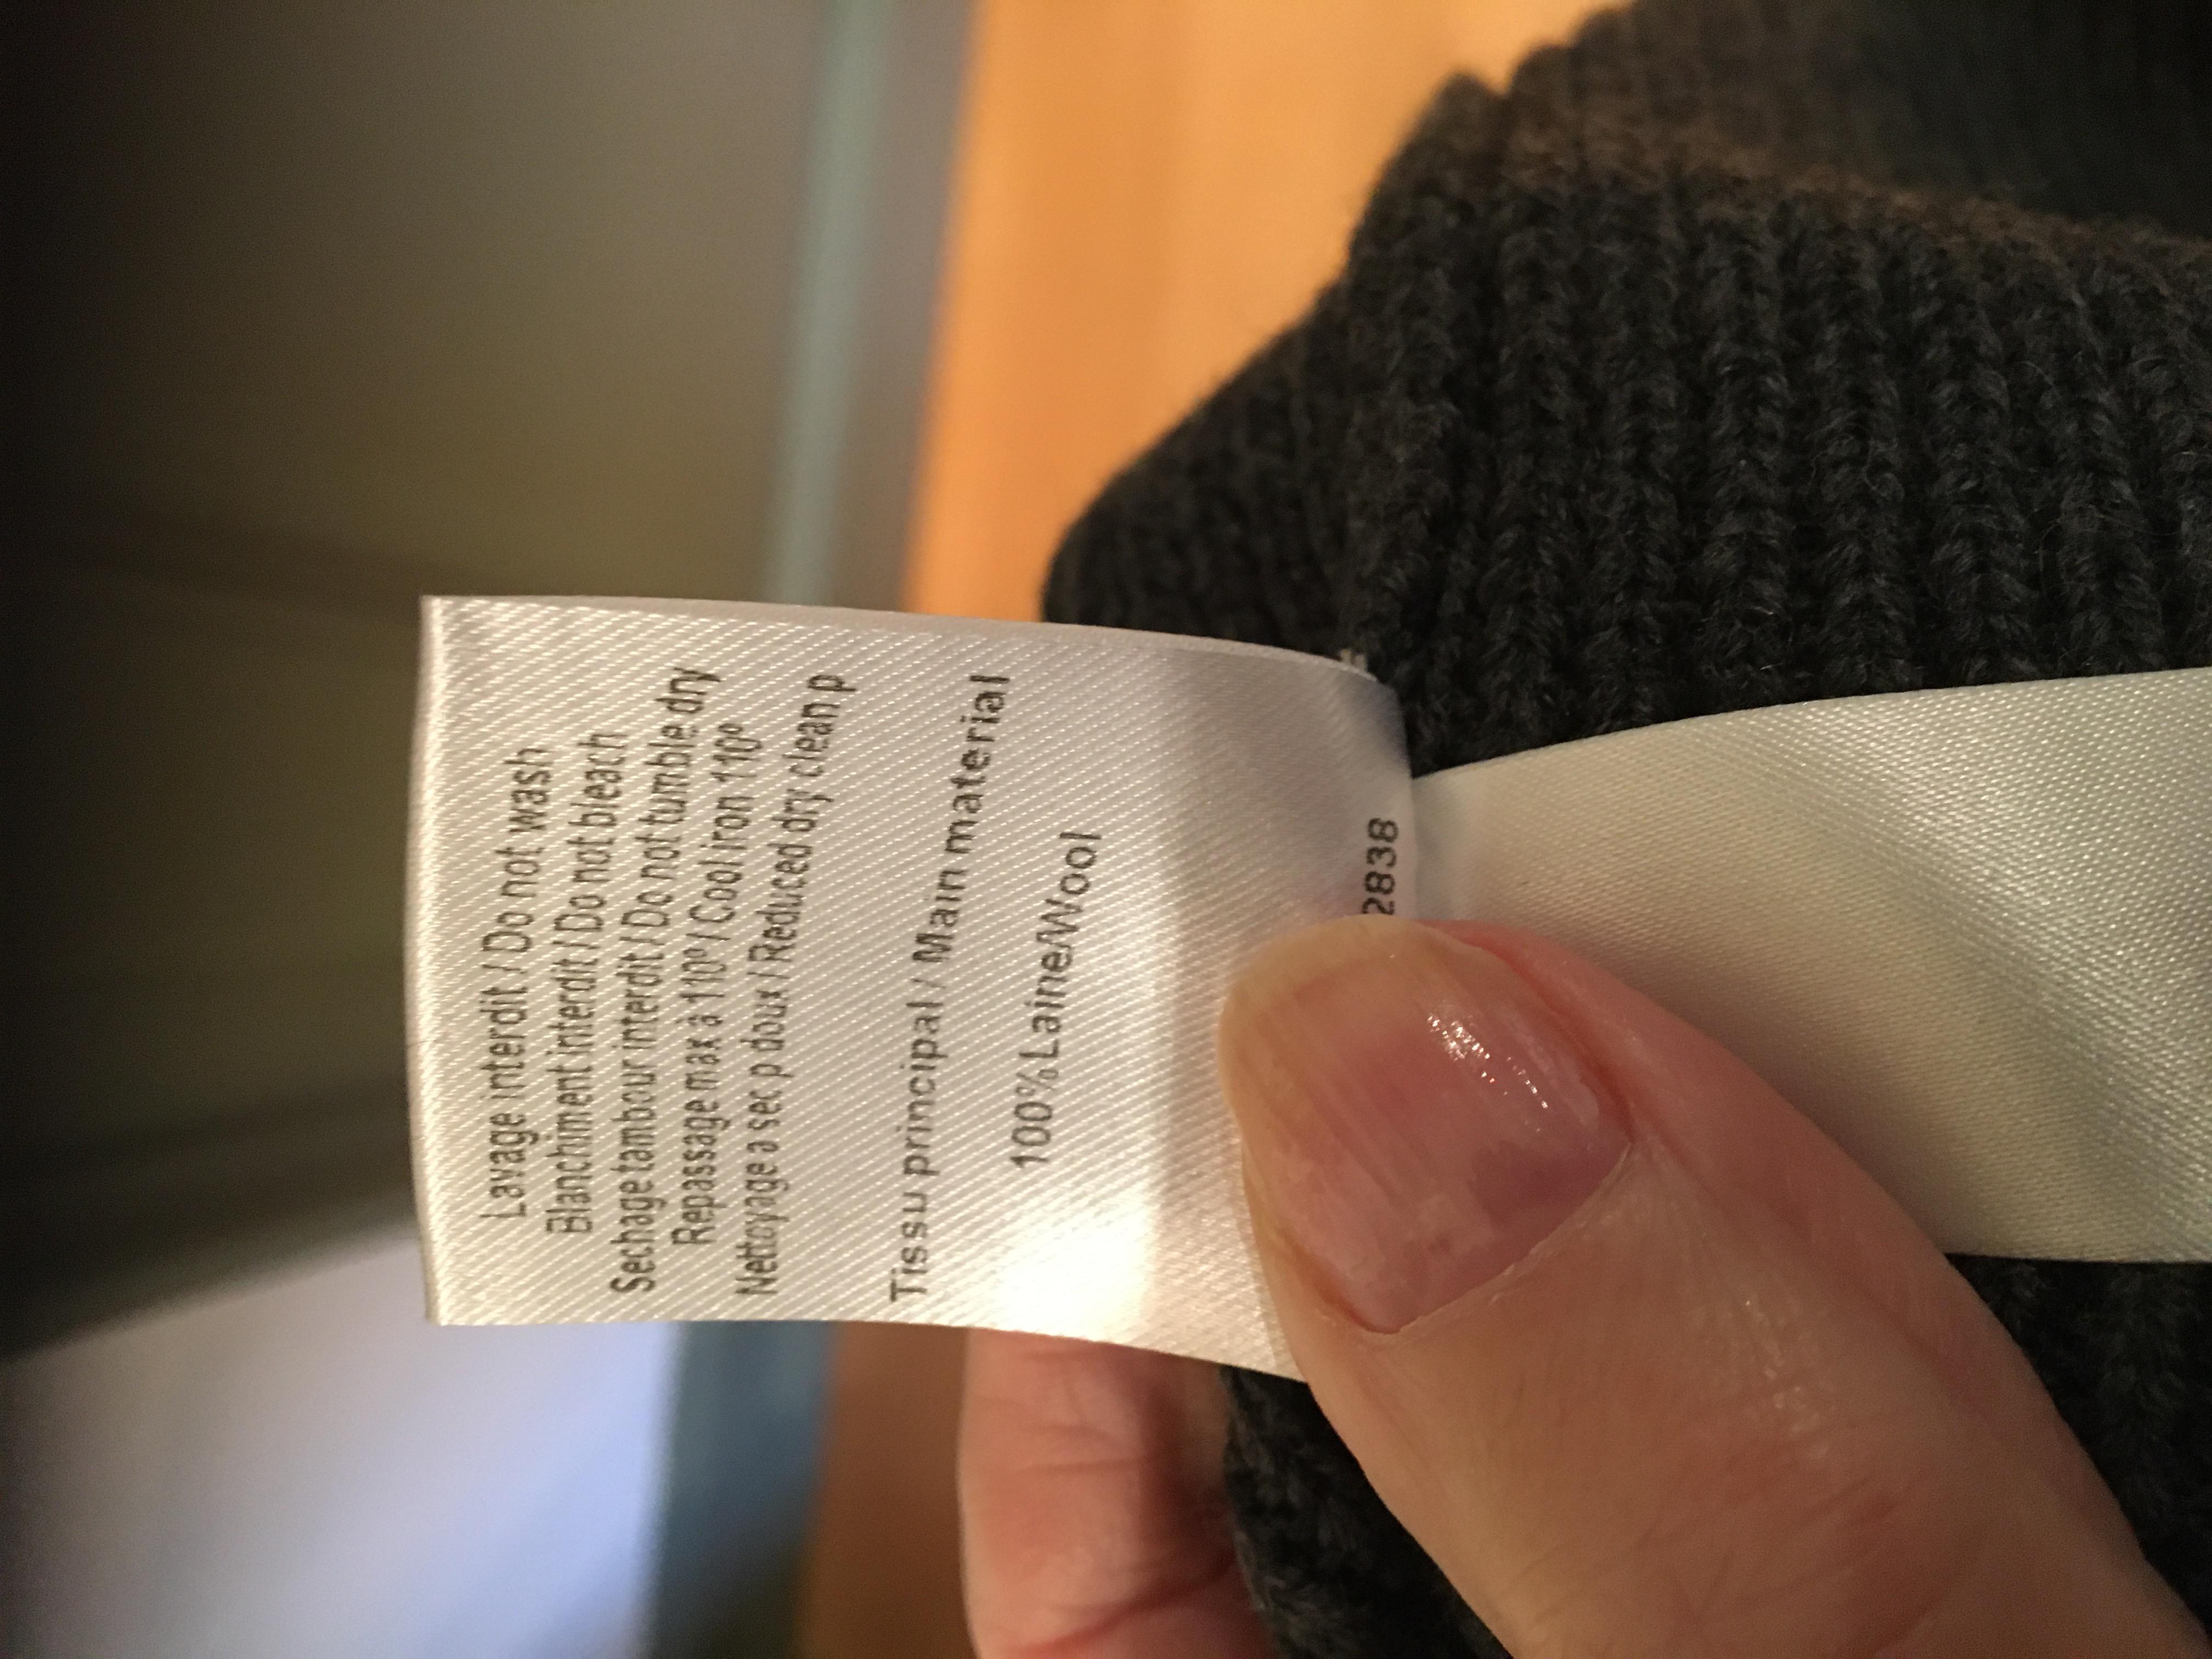 Lavage interdit / Do not wash
Blanchiment interdit / Do not bleach
Sechage tambour interdit / Do not tumble dry
Repassage max a 110º / Cool iron 110º
Nettoyage a sec p doux / Reduced dry clean p
Tissu principal / Main material
100% Laine/Wool
2838